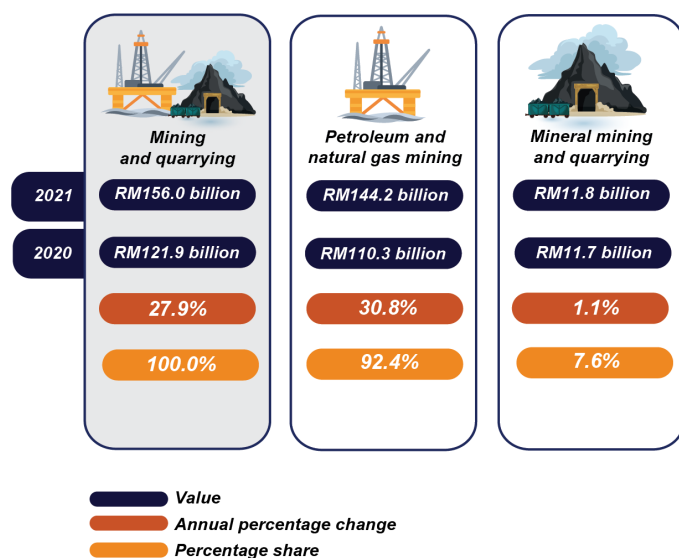 Mining
and quarrying
Petroleum and
natural gas mining
Mineral mining
and quarrying
2021
RM156.0 billion
RM144.2 billion
RM11.8 billion
2020
RM121.9 billion
RM110.3 billion
RM11.7 billion
27.9%
30.8%
1.1%
100.0%
92.4%
7.6%
Value
Annual percentage change
Percentage share